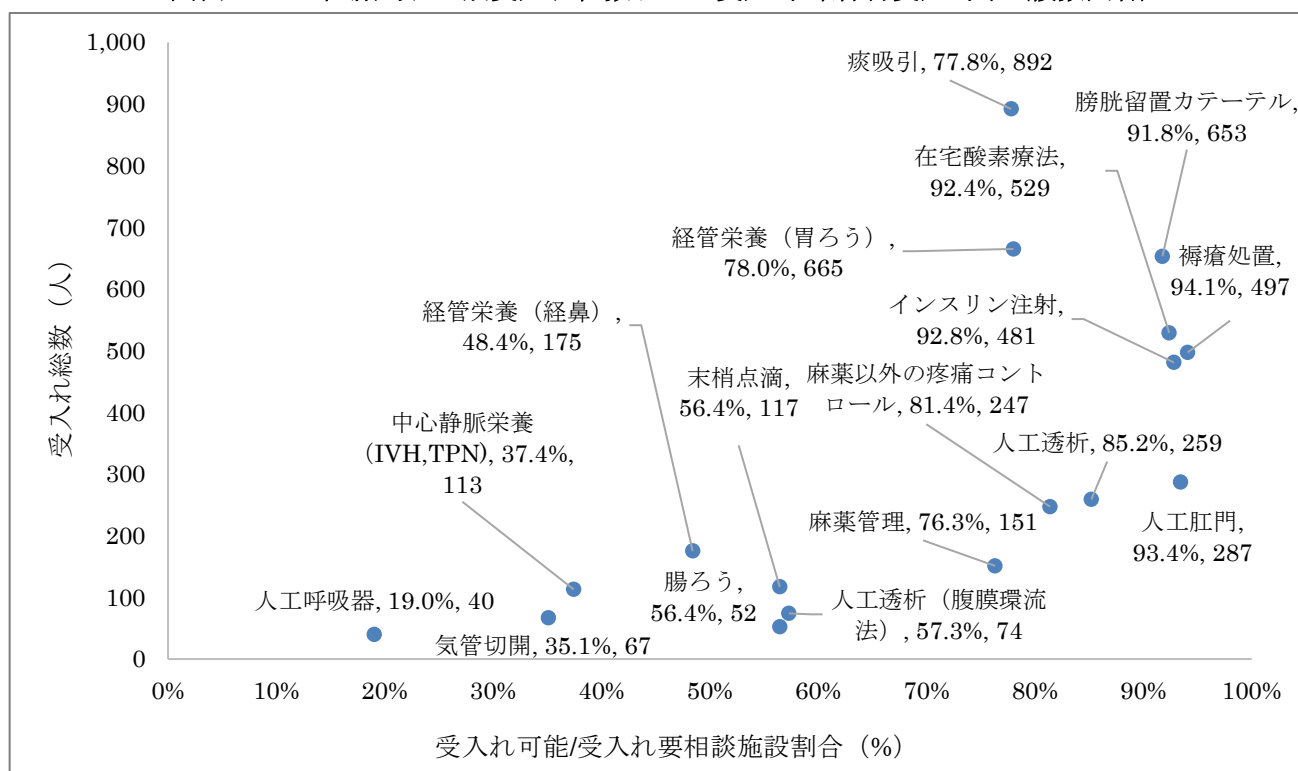 1,000
900
800
700
600
500
400
300
200
100
0
受入れ総数（人）
痰吸引, 77.8%, 892
膀胱留置カテーテル,
91.8%, 653
在宅酸素療法,
92.4%, 529
経管栄養（胃ろう）,
78.0%, 665
褥瘡処置,
94.1%, 497
インスリン注射,
92.8%, 481
経管栄養（経鼻）,
48.4%, 175
末梢点滴,
56.4%, 117
麻薬以外の疼痛コント
ロール, 81.4%, 247
中心静脈栄養
(IVH,TPN), 37.4%,
113
人工透析, 85.2%, 259
麻薬管理, 76.3%, 151
人工肛門,
93.4%, 287
腸ろう,
56.4%, 52
人工透析（腹膜環流
法）, 57.3%, 74
人工呼吸器, 19.0%, 40
気管切開, 35.1%, 67
0% 10% 20% 30% 40% 50% 60% 70% 80% 90% 100%
受入れ可能/受入れ要相談施設割合（%）